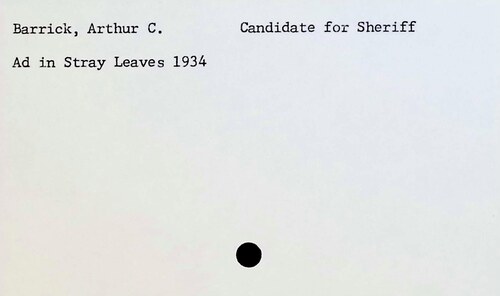 Barrick, Arthur C. Candidate for Sheriff
Ad in Stray Leaves 1934